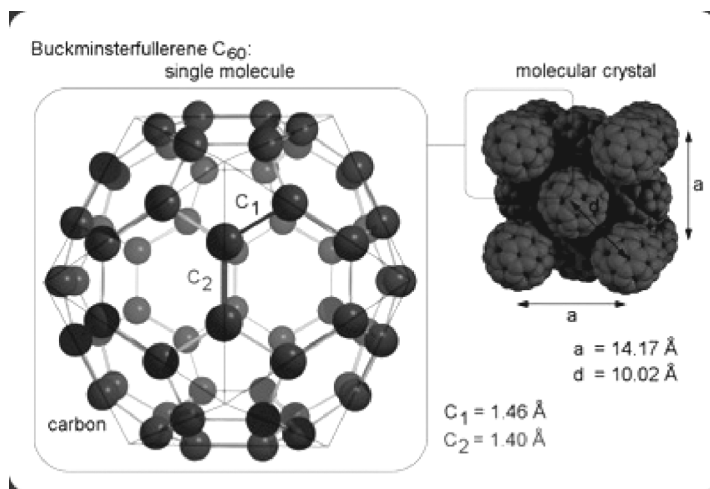 Buckminsterfullerene C60:
single molecule
molecular crystal
C1
C2
carbon
d
a
a
a = 14.17 Å
d = 10.02 Å
C1 = 1.46 Å
C2 = 1.40 Å